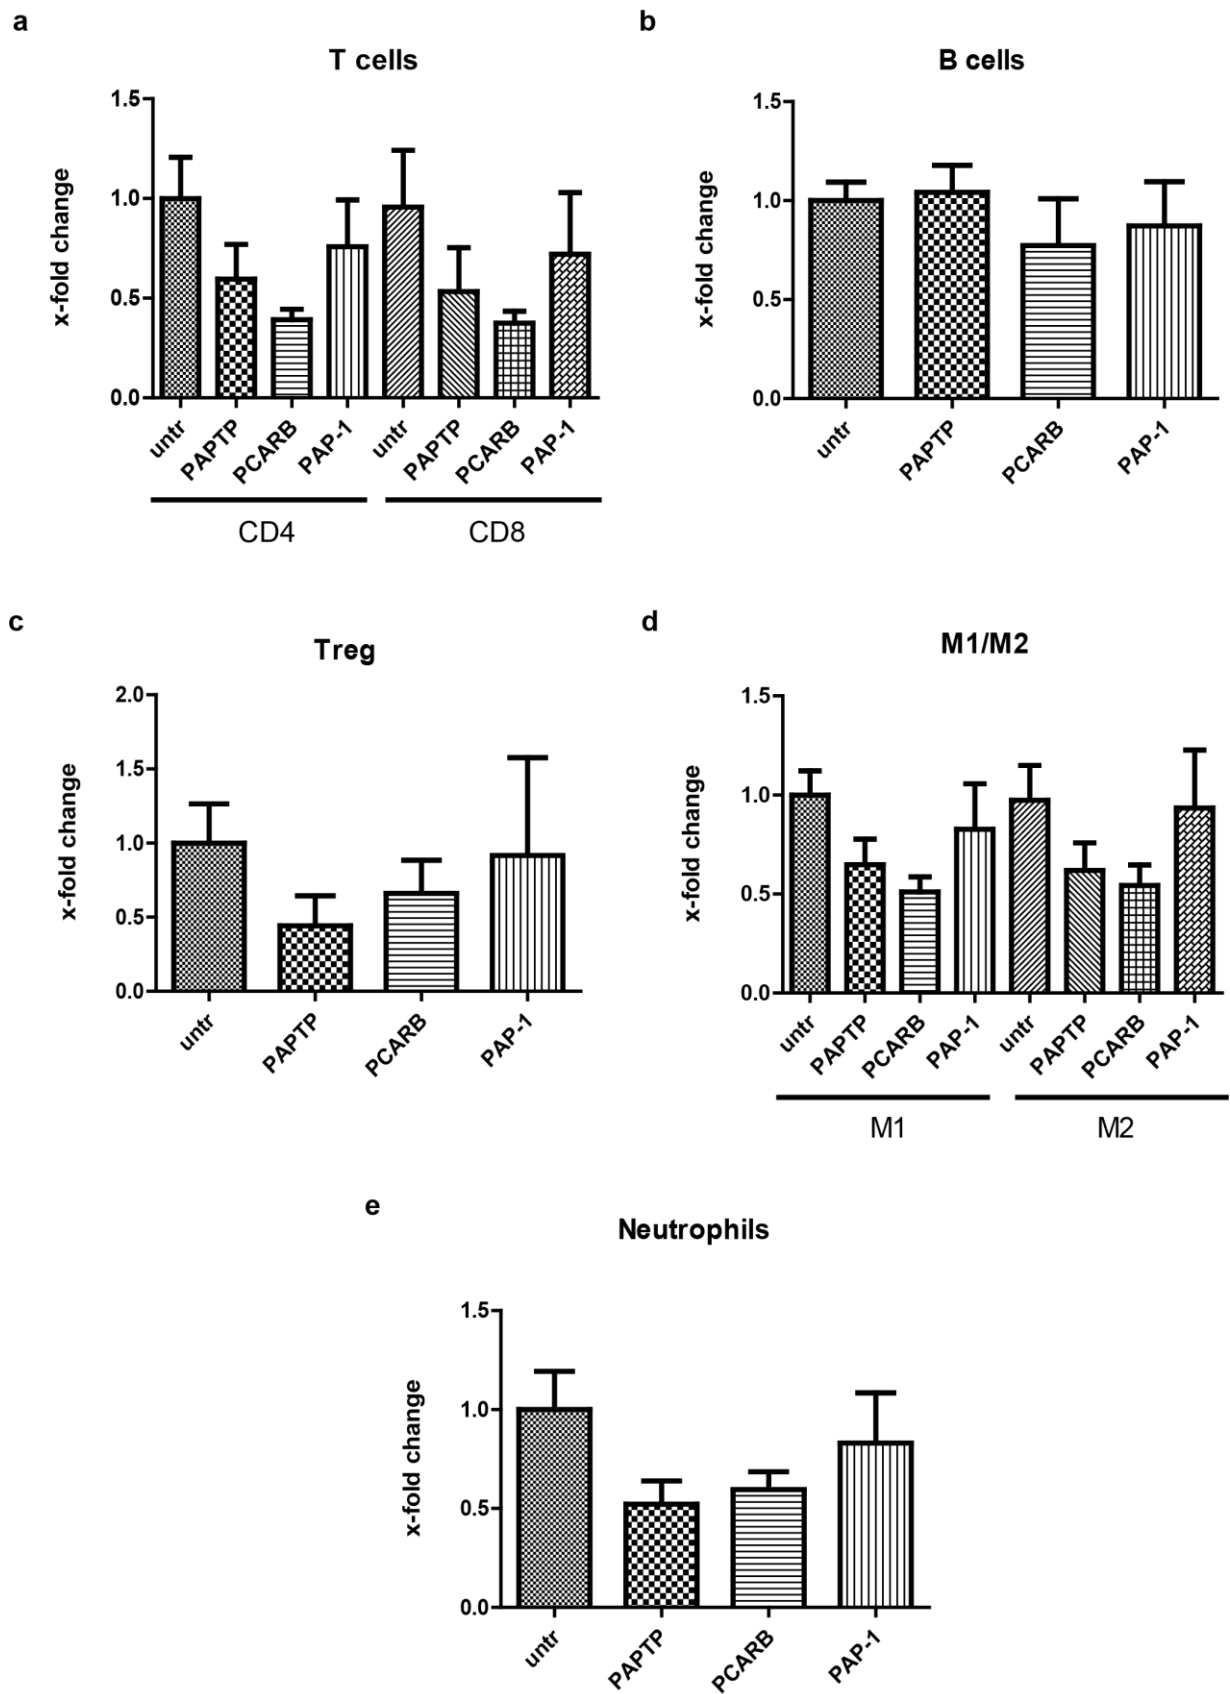 a
T cells
x-fold change
1.5
1.0
0.5
0.0
untr PAPTP PCARB PAP-1 untr PAPTP PCARB PAP-1
CD4 CD8
b
B cells
x-fold change
1.5
1.0
0.5
0.0
untr PAPTP PCARB PAP-1
c
Treg
x-fold change
2.0
1.5
1.0
0.5
0.0
untr PAPTP PCARB PAP-1
d
M1/M2
x-fold change
1.5
1.0
0.5
0.0
untr PAPTP PCARB PAP-1 untr PAPTP PCARB PAP-1
M1 M2
e
Neutrophils
x-fold change
1.5
1.0
0.5
0.0
untr PAPTP PCARB PAP-1